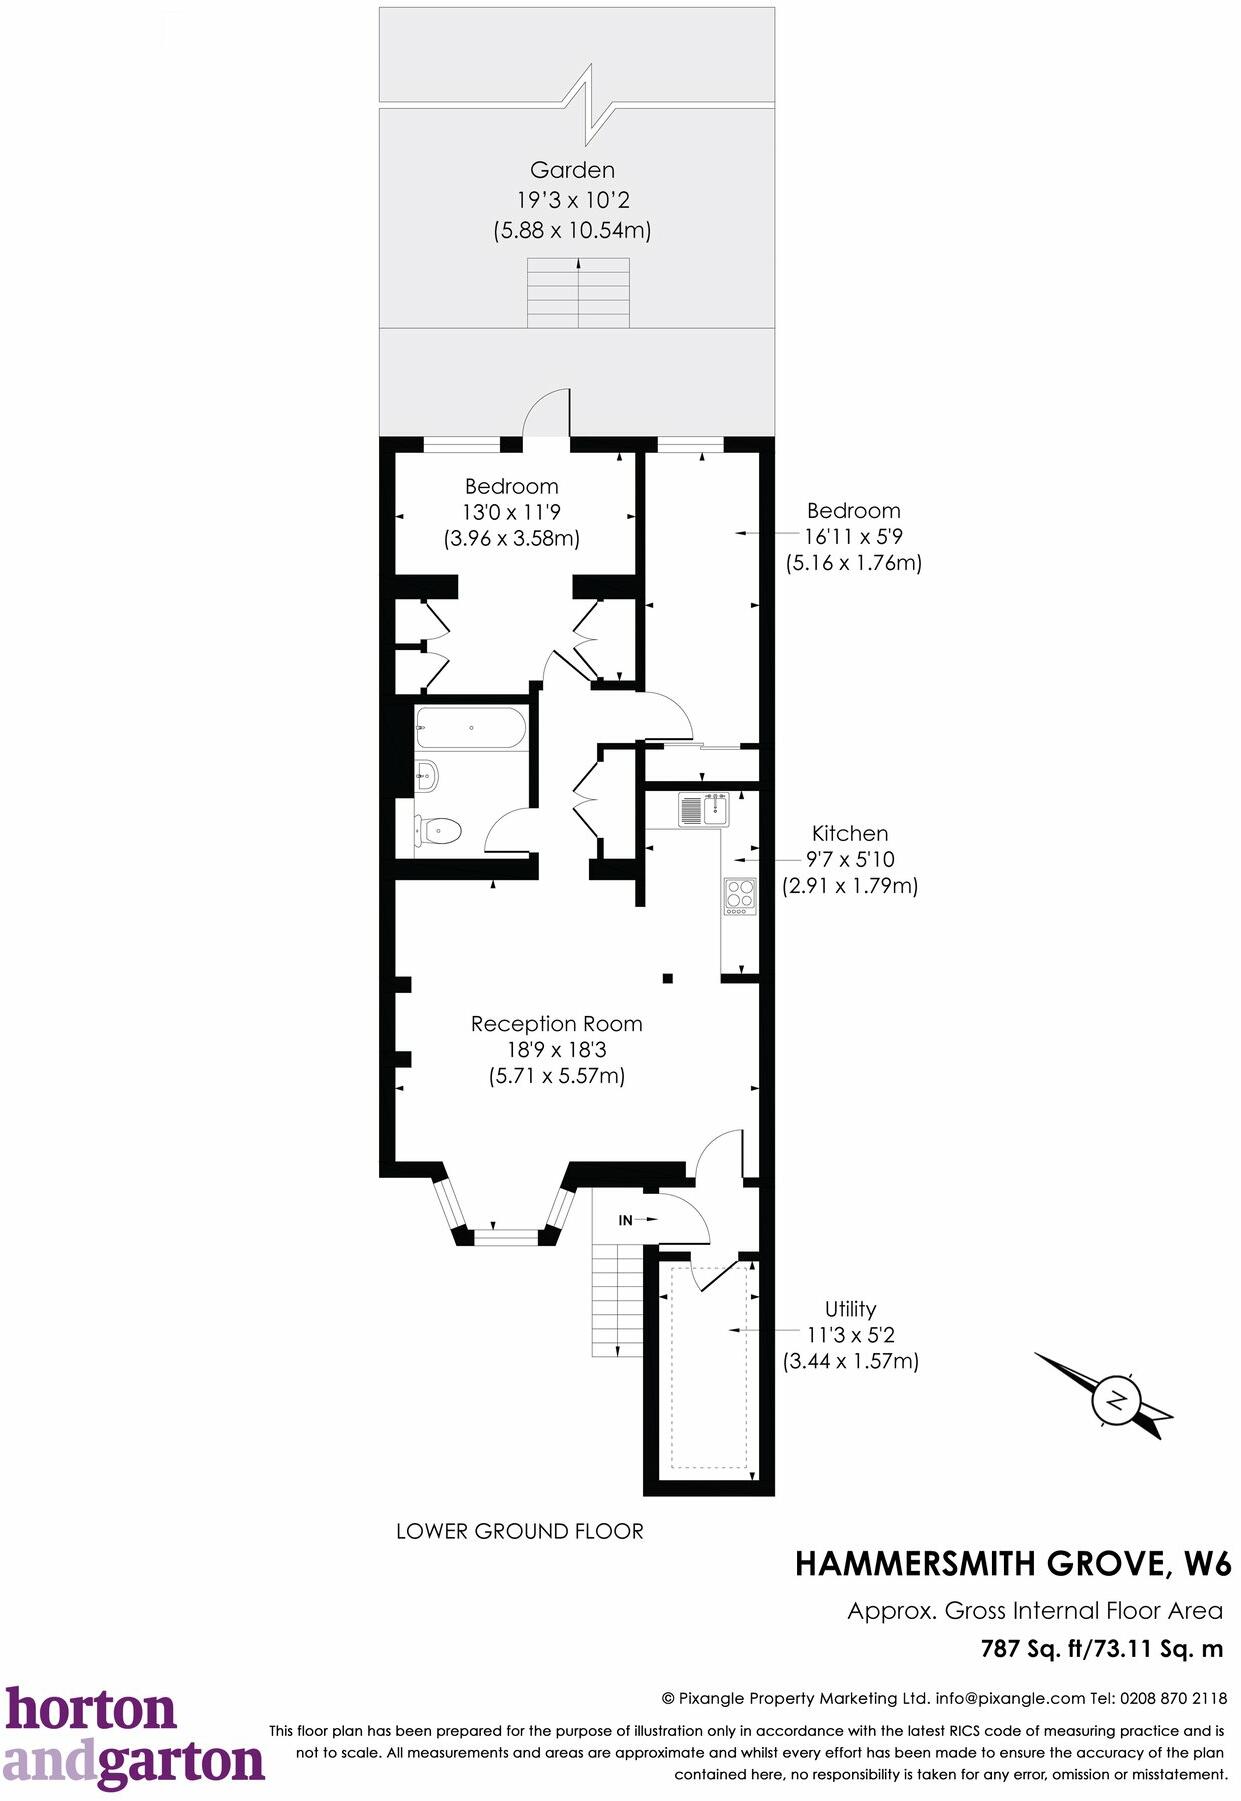 Garden
19'3 x 10'2
(5.88 x 10.54m)
Bedroom
13'0 x 11'9
(3.96 x 3.58m)
Bedroom
16'11 x 5'9
(5.16 x 1.76m)
Kitchen
9'7 x 5'10
(2.91 x 1.79m)
Reception Room
18'9 x 18'3
(5.71 x 5.57m)
IN
Utility
11'3 x 5'2
(3.44 x 1.57m)
N
LOWER GROUND FLOOR
HAMMERSMITH GROVE, W6
Approx. Gross Internal Floor Area
787 Sq. ft/73.11 Sq. m
horton
andgarton
© Pixangle Property Marketing Ltd. info@pixangle.com Tel: 0208 870 2118
This floor plan has been prepared for the purpose of illustration only in accordance with the latest RICS code of measuring practice and is
not to scale. All measurements and areas are approximate and whilst every effort has been made to ensure the accuracy of the plan
contained here, no responsibility is taken for any error, omission or misstatement.